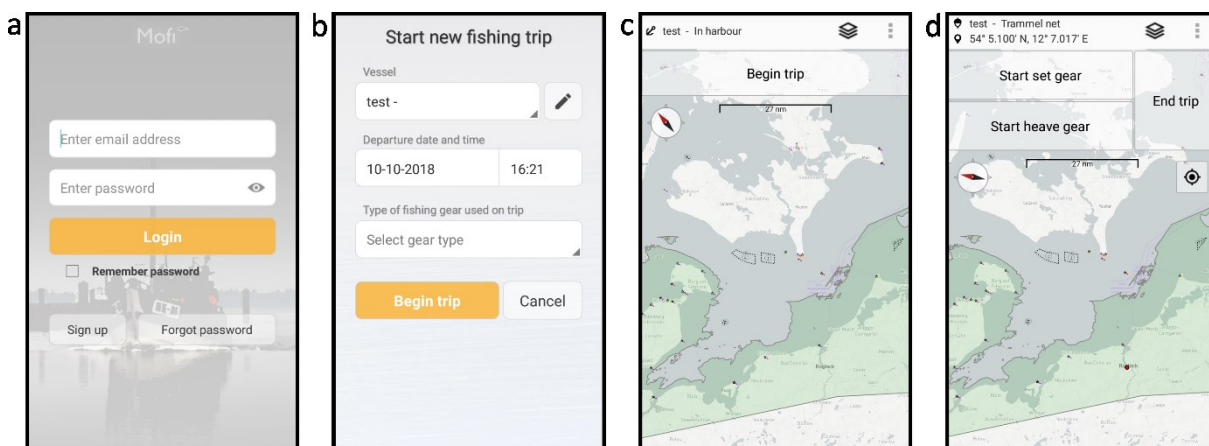 a
Mofi
Enter email address
Enter password
Login
Remember password
Sign up
Forgot password
b
Start new fishing trip
Vessel
test -
Departure date and time
10-10-2018
16:21
Type of fishing gear used on trip
Select gear type
Begin trip
Cancel
c
test - In harbour
Begin trip
27 nm
d
test - Trammel net
54° 5.100' N, 12° 7.017' E
Start set gear
End trip
Start heave gear
27 nm